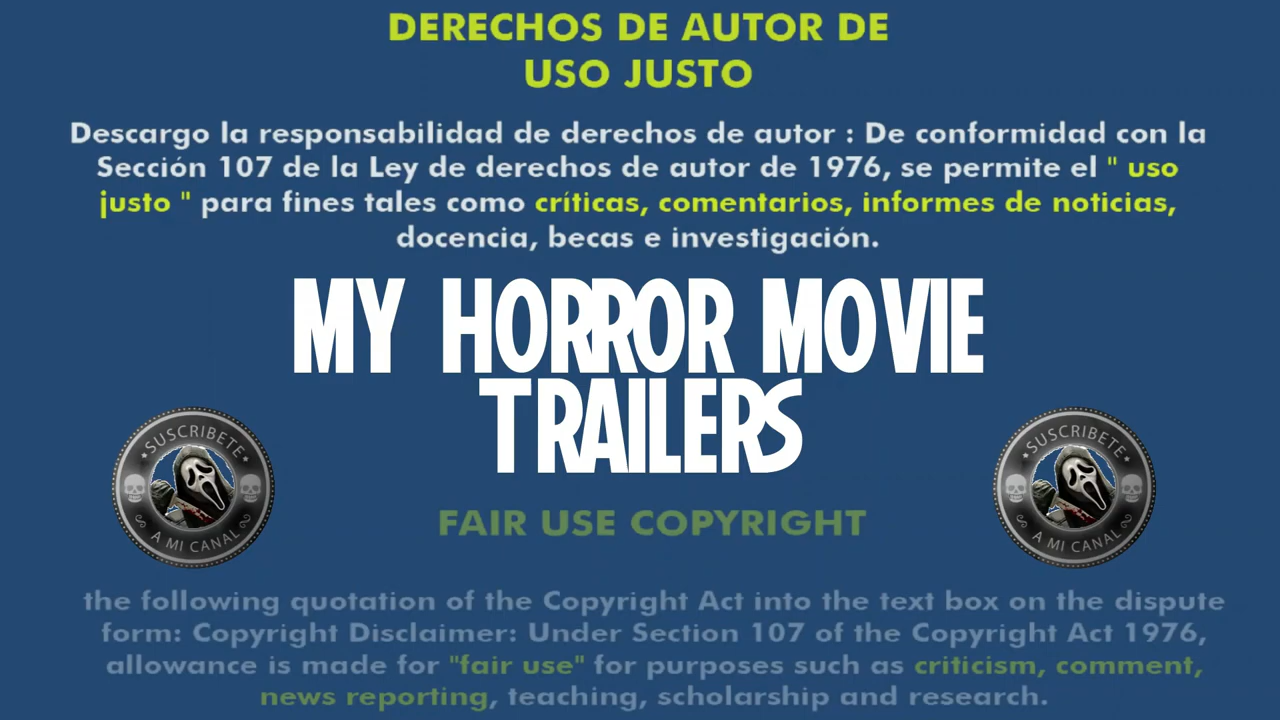 DERECHOS DE AUTOR DE
USO JUSTO
Descargo la responsabilidad de derechos de autor : De conformidad con la
Sección 107 de la Ley de derechos de autor de 1976, se permite el " uso
justo " para fines tales como críticas, comentarios, informes de noticias,
docencia, becas e investigación.
MY HORROR MOVIE
TRAILERS
SUSCRIBETE
A MI CANAL
SUSCRIBETE
A MI CANAL
FAIR USE COPYRIGHT
the following quotation of the Copyright Act into the text box on the dispute
form: Copyright Disclaimer: Under Section 107 of the Copyright Act 1976,
allowance is made for "fair use" for purposes such as criticism, comment,
news reporting, teaching, scholarship and research.